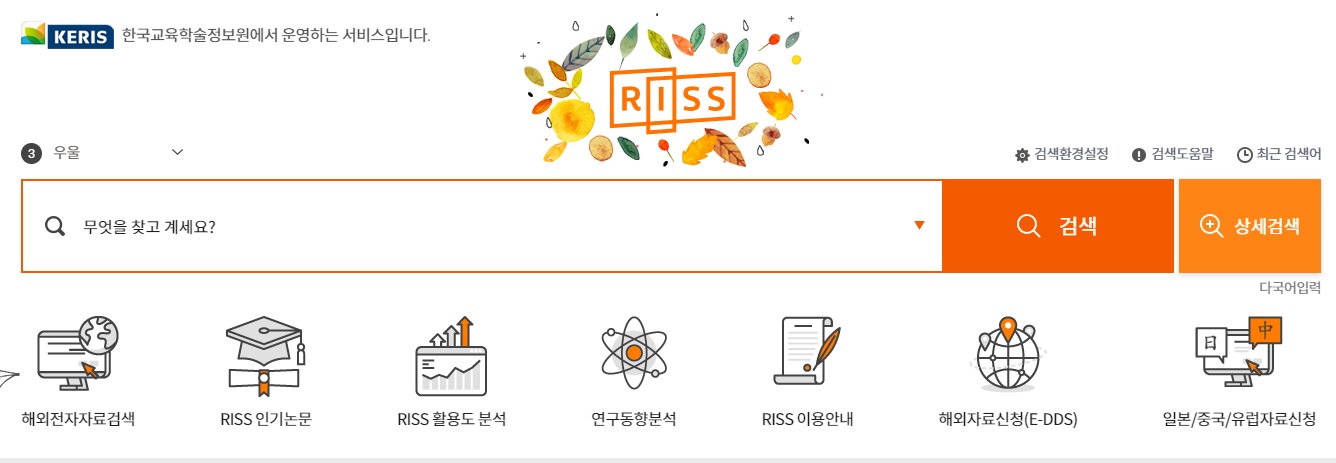 KERIS 한국교육학술정보원에서 운영하는 서비스입니다.
RISS
3 우울
검색환경설정 검색도움말 최근 검색어
무엇을 찾고 계세요?
검색
상세검색
다국어입력
日 中
해외전자자료검색 RISS 인기논문 RISS 활용도 분석 연구동향분석 RISS 이용안내 해외자료신청(E-DDS) 일본/중국/유럽자료신청